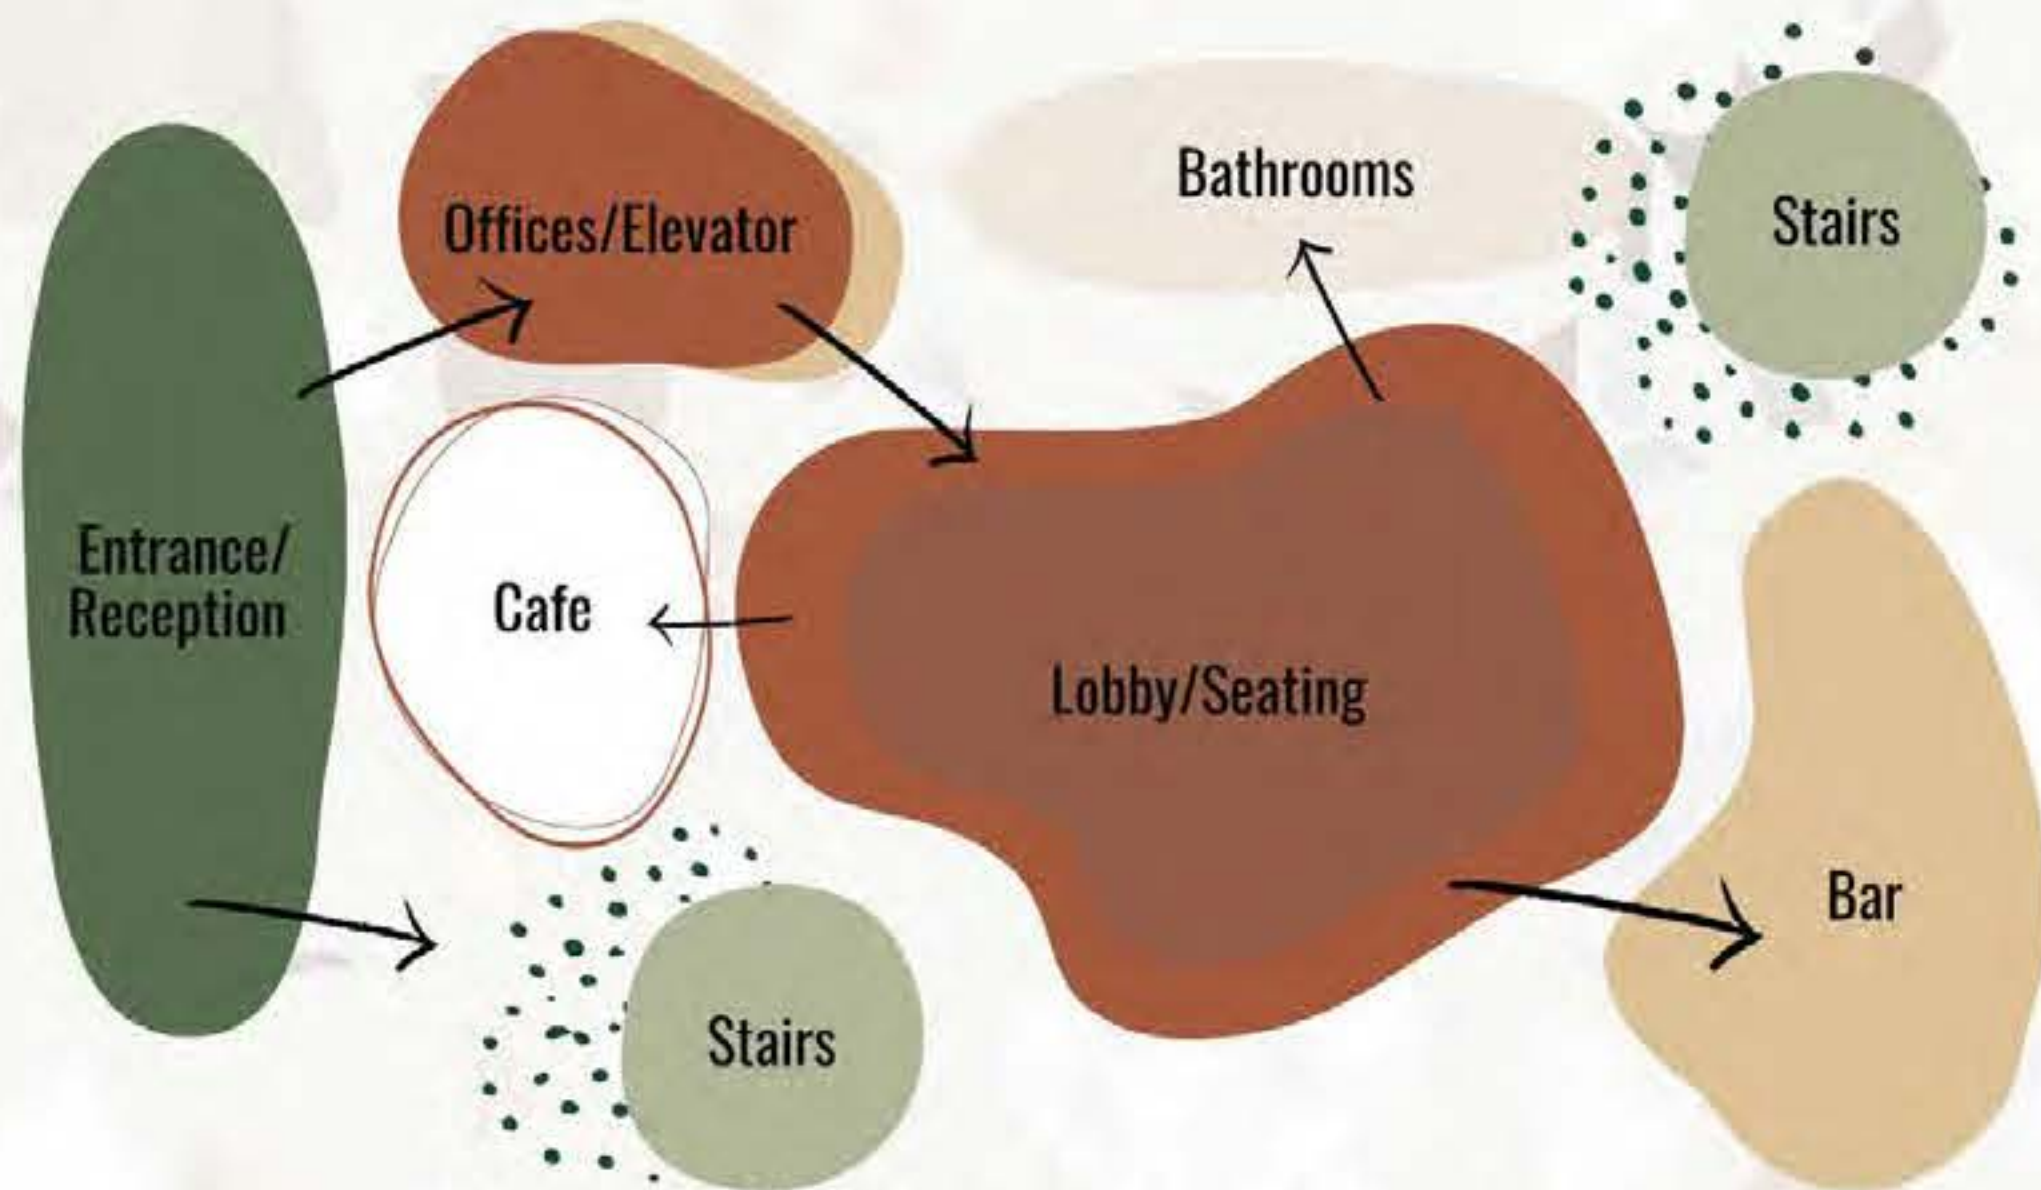 Offices/Elevator
Bathrooms
Stairs
Entrance/
Reception
Cafe
Lobby/Seating
Bar
Stairs